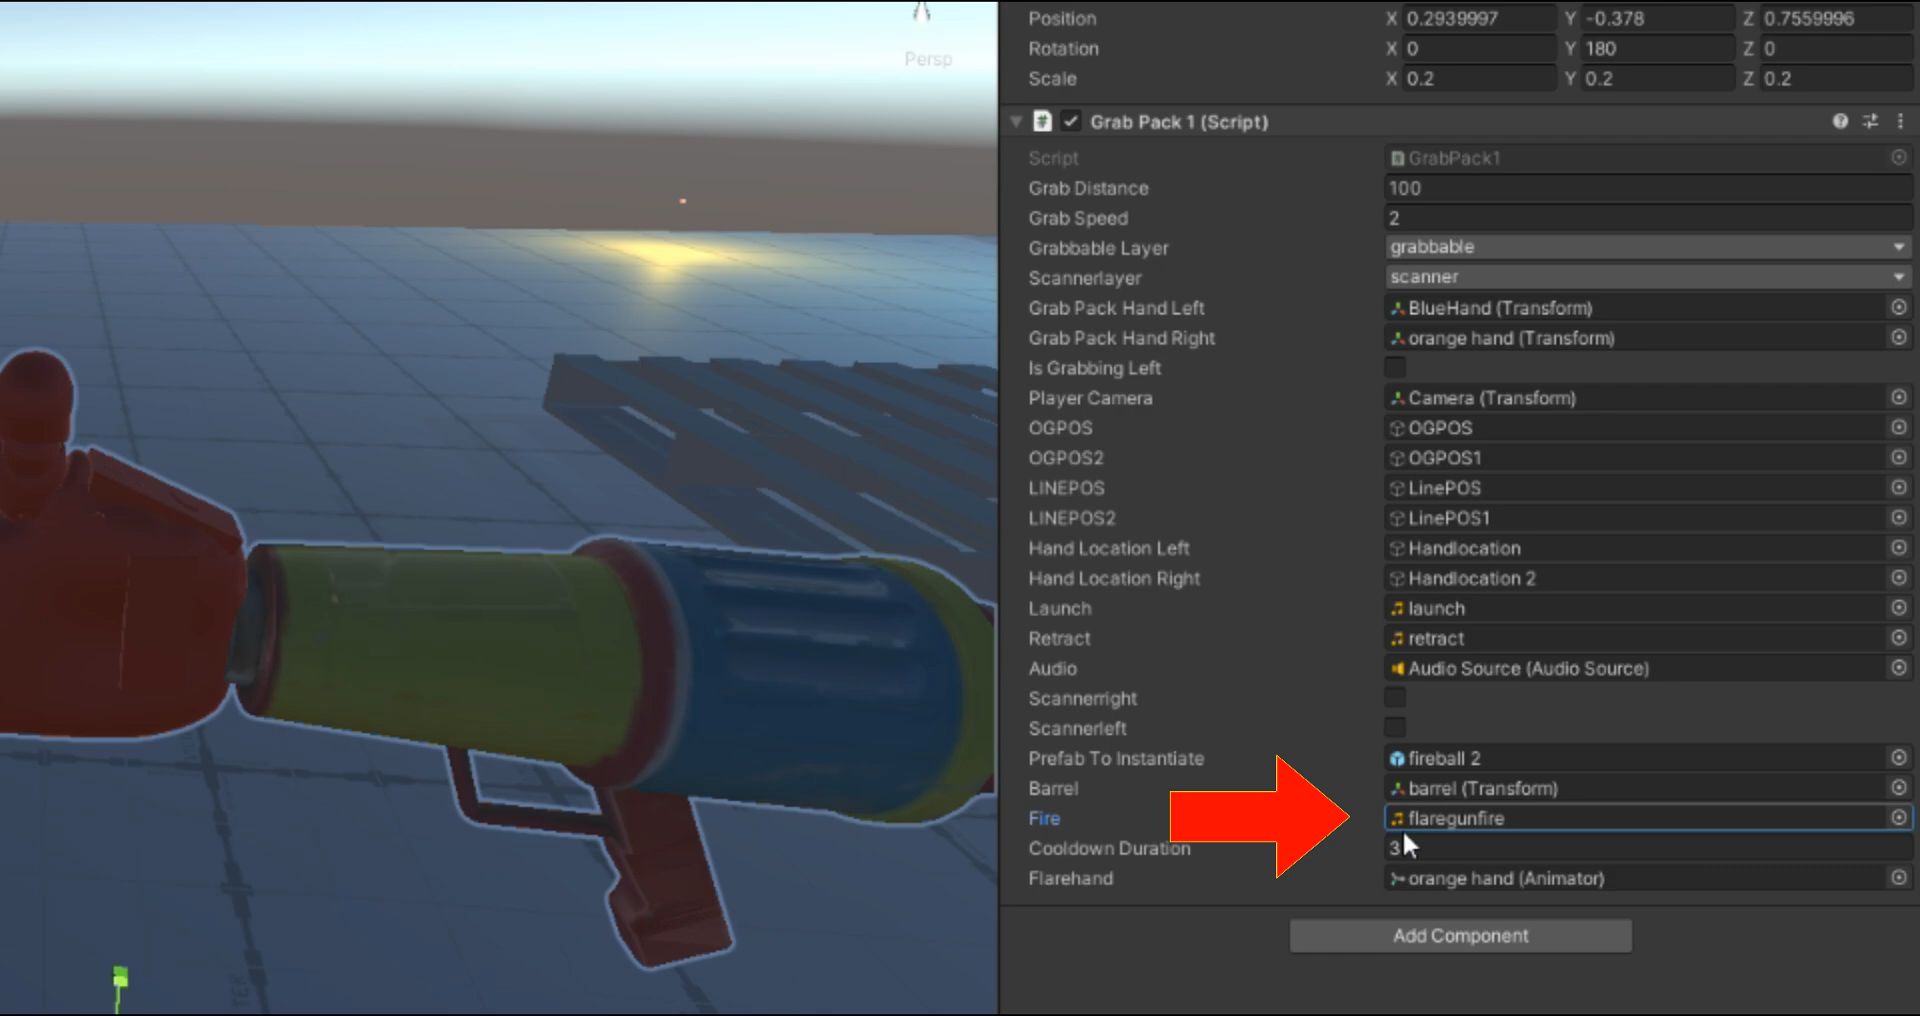 Persp
Position X 0.2939997 Y -0.378 Z 0.7559996
Rotation X 0 Y 180 Z 0
Scale X 0.2 Y 0.2 Z 0.2
# Grab Pack 1 (Script)
Script GrabPack1
Grab Distance 100
Grab Speed 2
Grabbable Layer grabbable
Scannerlayer scanner
Grab Pack Hand Left BlueHand (Transform)
Grab Pack Hand Right orange hand (Transform)
Is Grabbing Left
Player Camera Camera (Transform)
OGPOS OGPOS
OGPOS2 OGPOS1
LINEPOS LinePOS
LINEPOS2 LinePOS1
Hand Location Left Handlocation
Hand Location Right Handlocation 2
Launch launch
Retract retract
Audio Audio Source (Audio Source)
Scannerright
Scannerleft
Prefab To Instantiate fireball 2
Barrel barrel (Transform)
Fire flaregunfire
Cooldown Duration 3
Flarehand orange hand (Animator)
Add Component